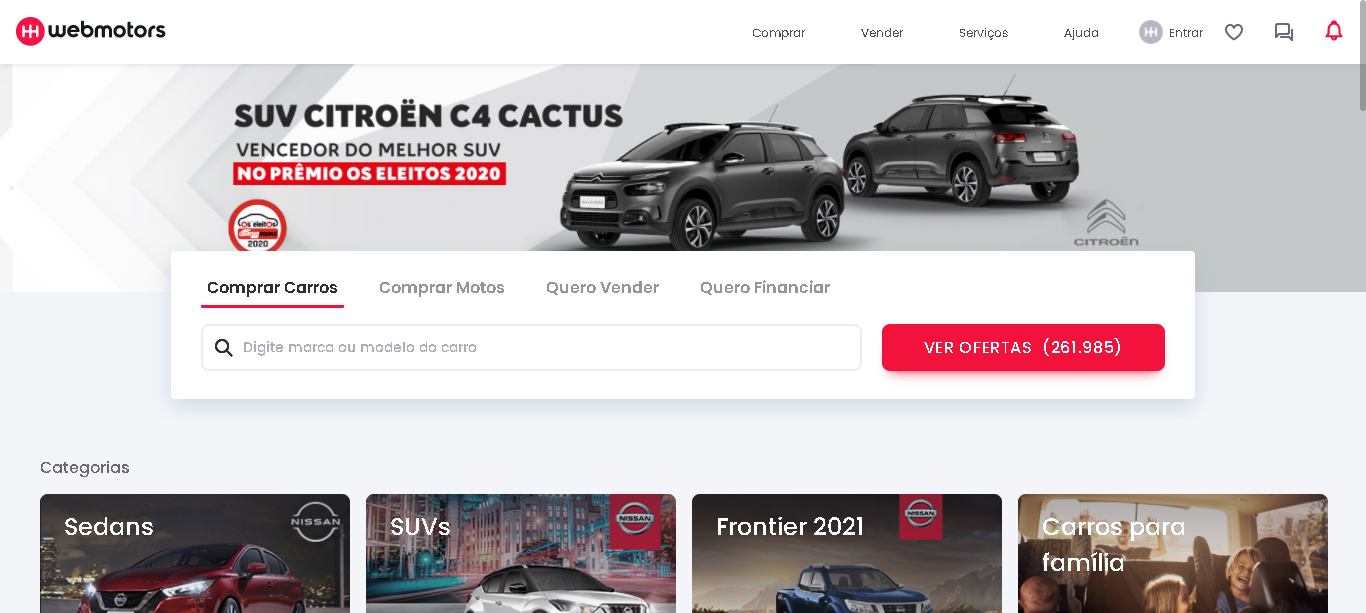 webmotors
Comprar
Vender
Serviços
Ajuda
Entrar
SUV CITROËN C4 CACTUS
VENCEDOR DO MELHOR SUV
NO PRÊMIO OS ELEITOS 2020
Os eleitos
2020
CITROËN
Comprar Carros
Comprar Motos
Quero Vender
Quero Financiar
Digite marca ou modelo do carro
VER OFERTAS (261.985)
Categorias
Sedans
NISSAN
SUVs
NISSAN
Frontier 2021
NISSAN
Carros para
família